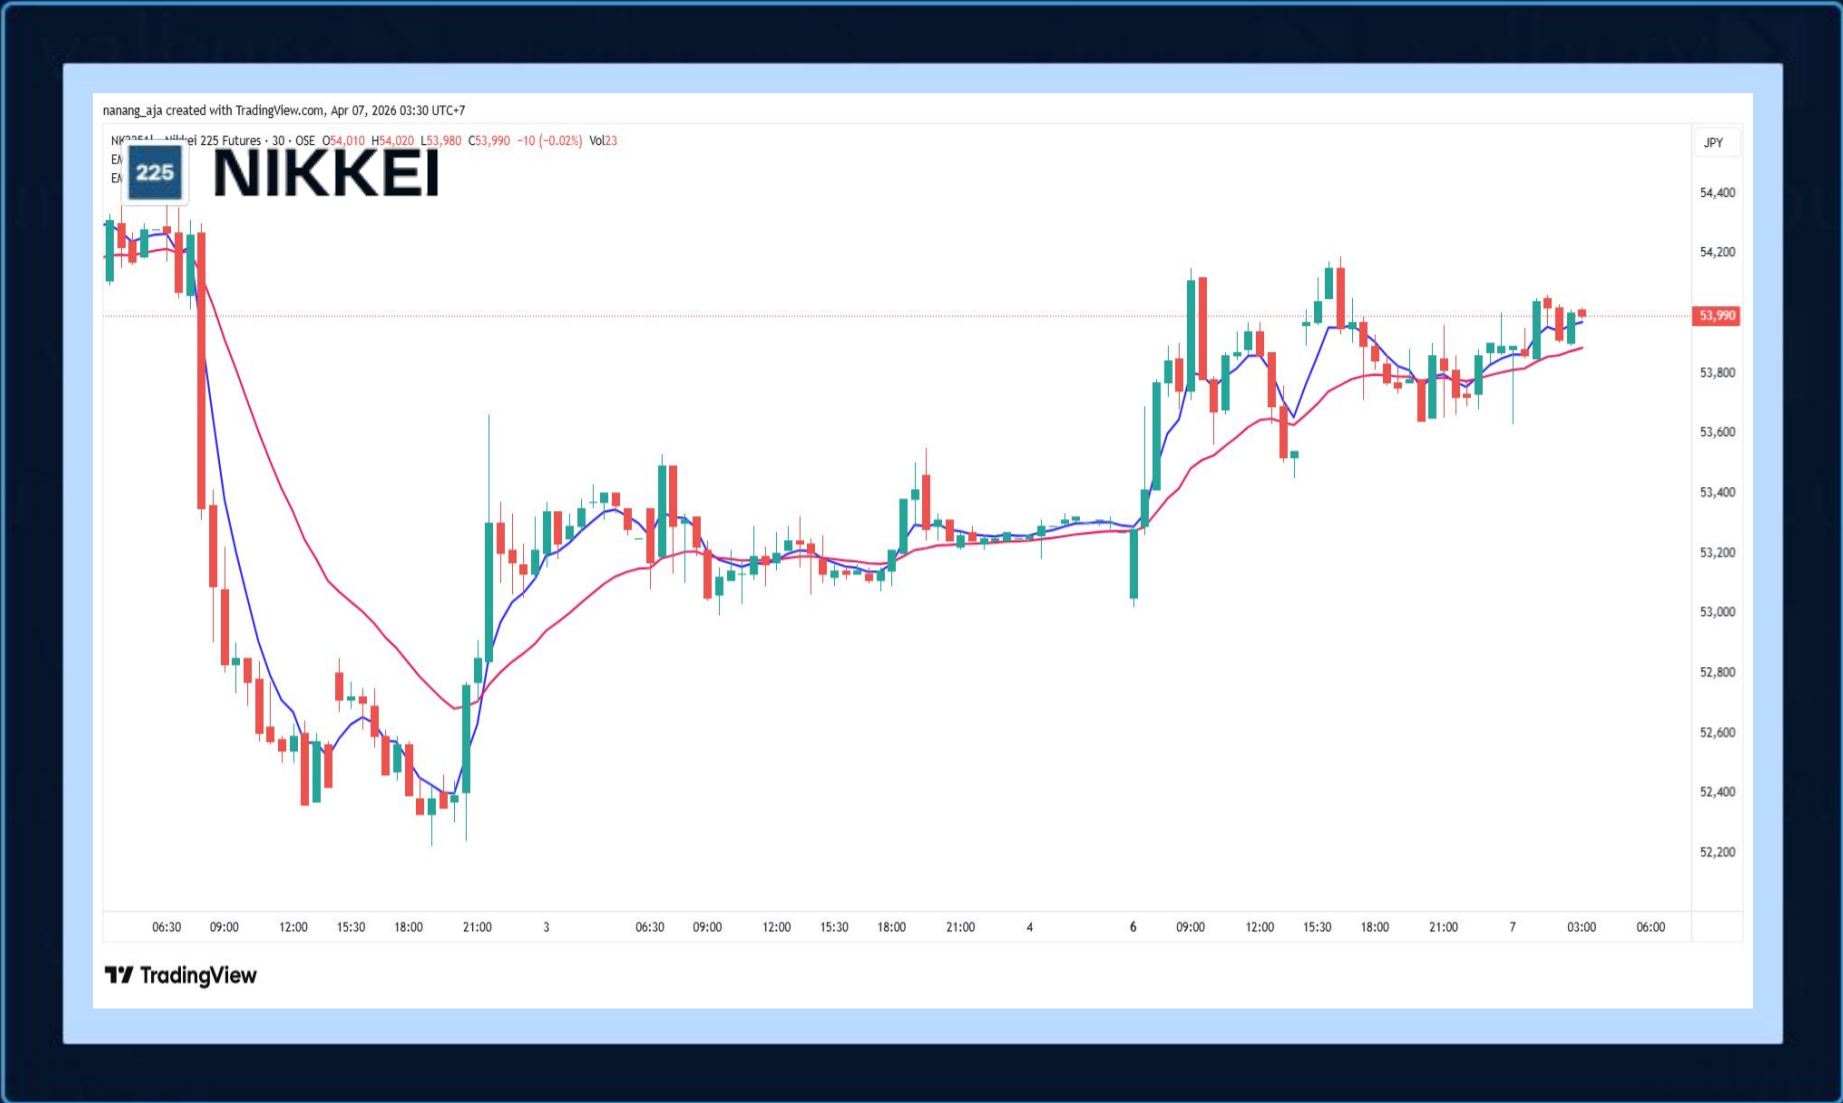 nanang_aja created with TradingView.com, Apr 07, 2026 03:30 UTC+7
225 Futures · 30 · OSE O54,010 H54,020 L53,980 C53,990 −10 (−0.02%) Vol23
JPY
225 NIKKEI
54,400
54,200
53,990
53,800
53,600
53,400
53,200
53,000
52,800
52,600
52,400
52,200
06:30 09:00 12:00 15:30 18:00 21:00 3 06:30 09:00 12:00 15:30 18:00 21:00 4 6 09:00 12:00 15:30 18:00 21:00 7 03:00 06:00
TradingView